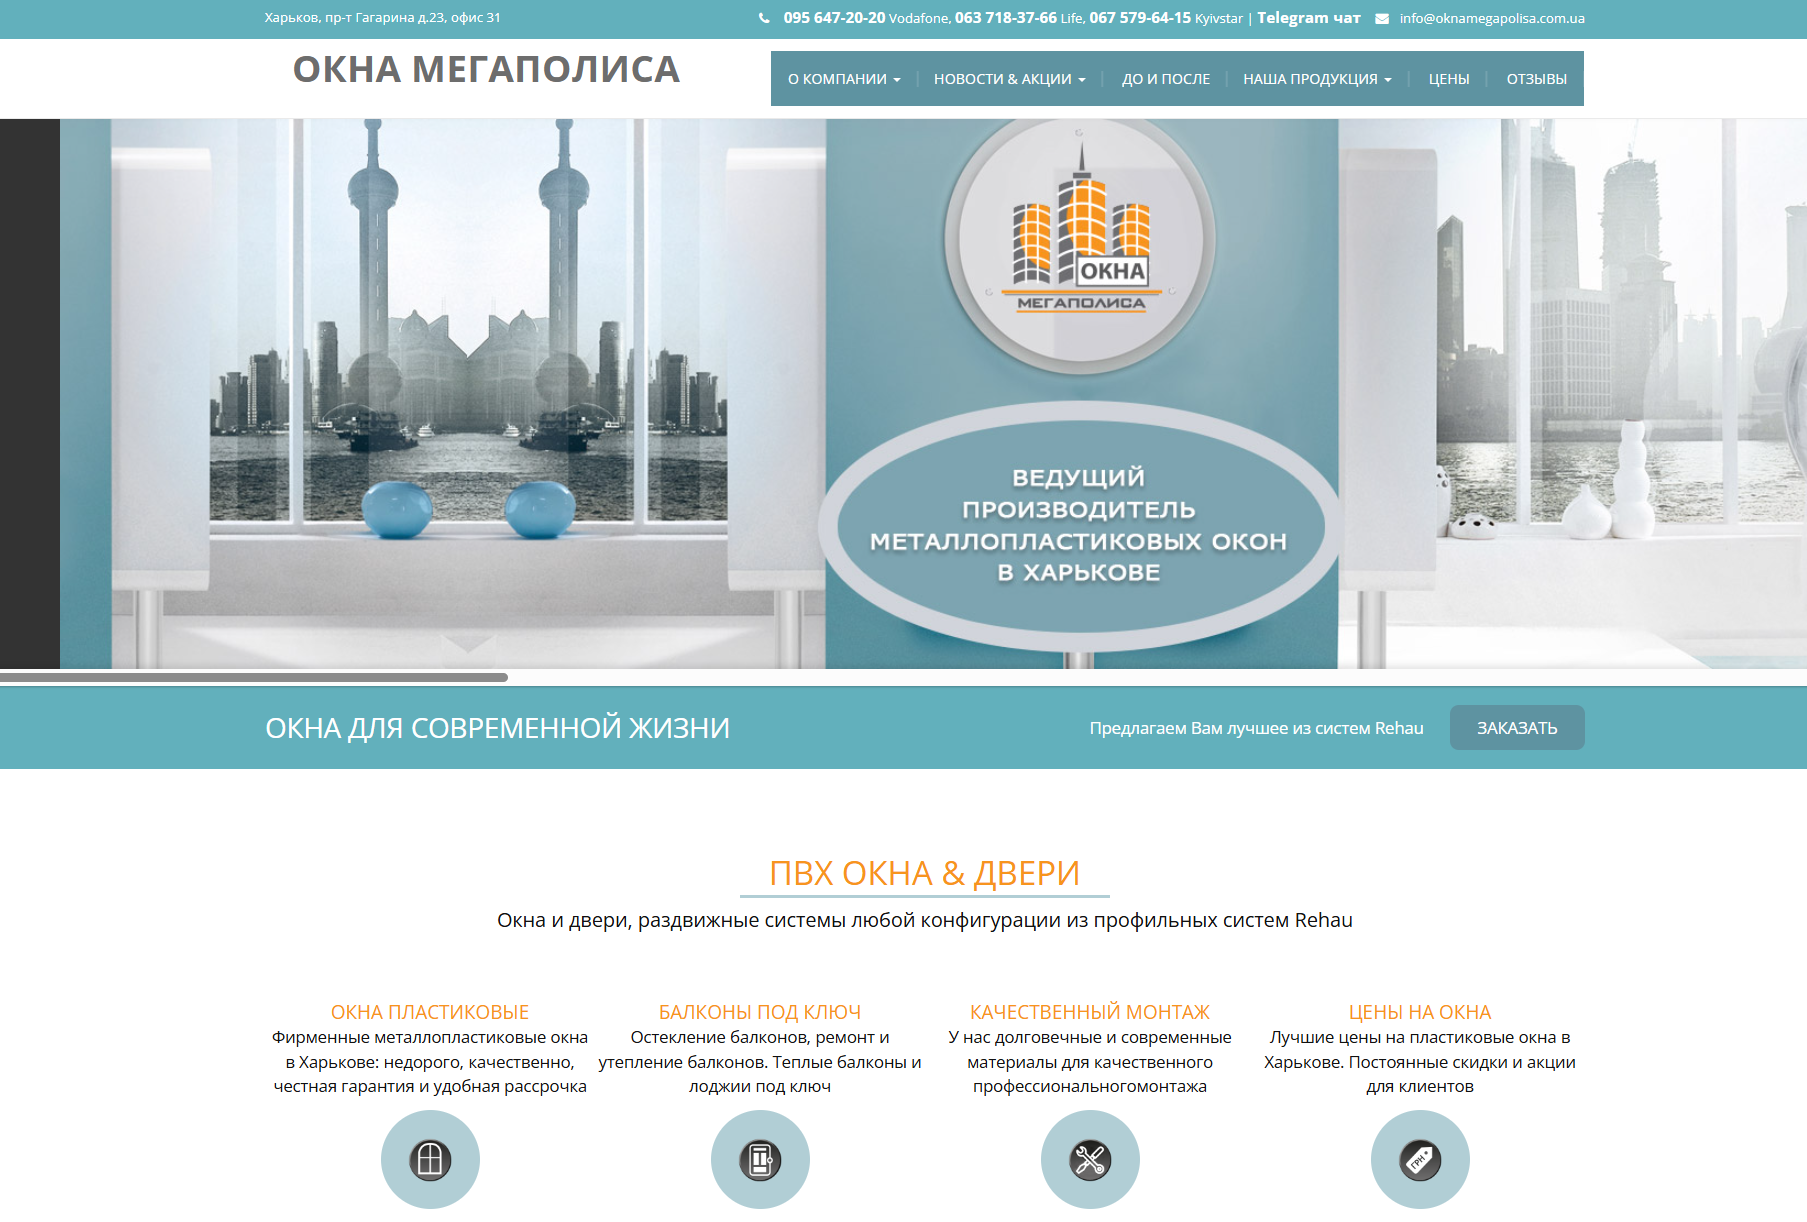 Харьков, пр-т Гагарина д.23, офис 31
095 647-20-20 Vodafone, 063 718-37-66 Life, 067 579-64-15 Kyivstar | Telegram чат
info@oknamegapolisa.com.ua
ОКНА МЕГАПОЛИСА
О КОМПАНИИ
НОВОСТИ & АКЦИИ
ДО И ПОСЛЕ
НАША ПРОДУКЦИЯ
ЦЕНЫ
ОТЗЫВЫ
ОКНА
МЕГАПОЛИСА
ВЕДУЩИЙ
ПРОИЗВОДИТЕЛЬ
МЕТАЛЛОПЛАСТИКОВЫХ ОКОН
В ХАРЬКОВЕ
ОКНА ДЛЯ СОВРЕМЕННОЙ ЖИЗНИ
Предлагаем Вам лучшее из систем Rehau
ЗАКАЗАТЬ
ПВХ ОКНА & ДВЕРИ
Окна и двери, раздвижные системы любой конфигурации из профильных систем Rehau
ОКНА ПЛАСТИКОВЫЕ
Фирменные металлопластиковые окна
в Харькове: недорого, качественно,
честная гарантия и удобная рассрочка
БАЛКОНЫ ПОД КЛЮЧ
Остекление балконов, ремонт и
утепление балконов. Теплые балконы и
лоджии под ключ
КАЧЕСТВЕННЫЙ МОНТАЖ
У нас долговечные и современные
материалы для качественного
профессиональногомонтажа
ЦЕНЫ НА ОКНА
Лучшие цены на пластиковые окна в
Харькове. Постоянные скидки и акции
для клиентов
ГРН